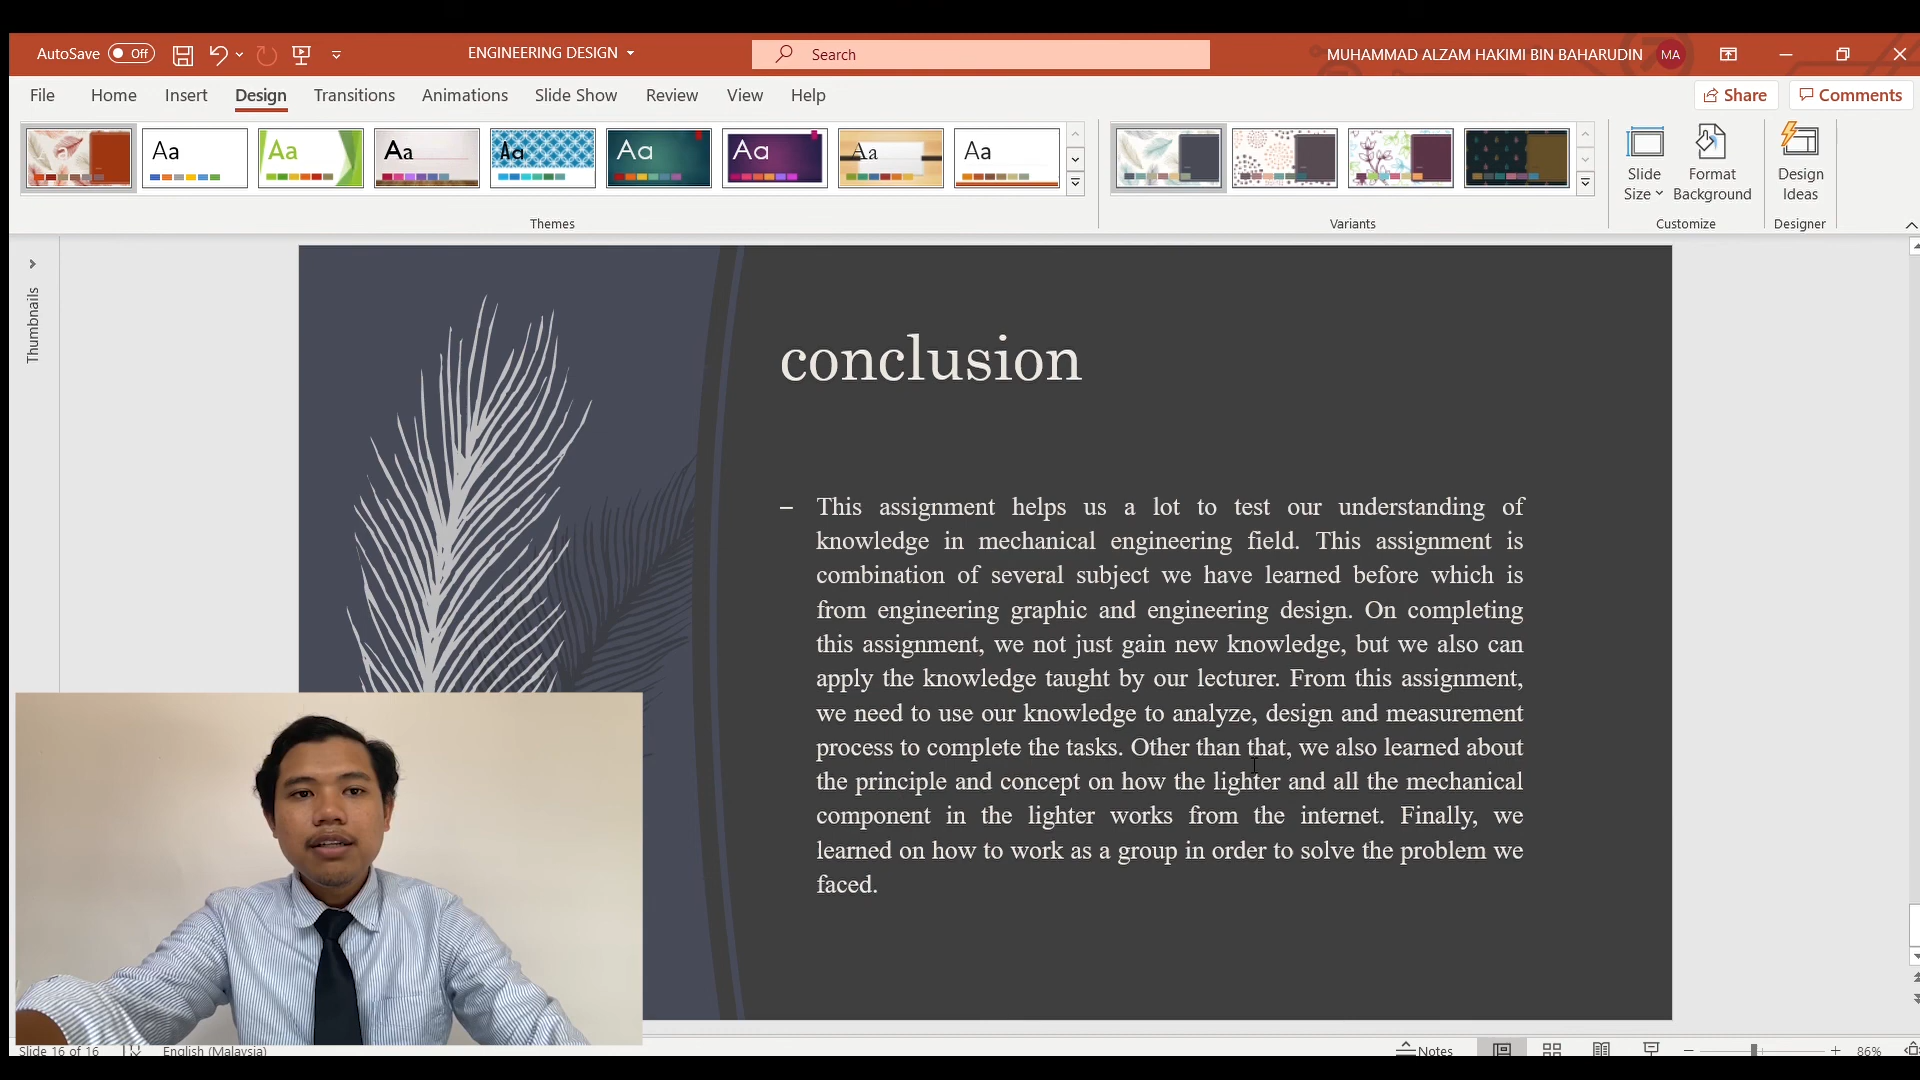 AutoSave Off
ENGINEERING DESIGN
Search
MUHAMMAD ALZAM HAKIMI BIN BAHARUDIN MA
File Home Insert Design Transitions Animations Slide Show Review View Help
Share Comments
Aa Aa Aa Aa Aa Aa Aa Aa
Slide Size
Format Background
Design Ideas
Themes
Variants
Customize
Designer
Thumbnails
conclusion
– This assignment helps us a lot to test our understanding of
knowledge in mechanical engineering field. This assignment is
combination of several subject we have learned before which is
from engineering graphic and engineering design. On completing
this assignment, we not just gain new knowledge, but we also can
apply the knowledge taught by our lecturer. From this assignment,
we need to use our knowledge to analyze, design and measurement
process to complete the tasks. Other than that, we also learned about
the principle and concept on how the lighter and all the mechanical
component in the lighter works from the internet. Finally, we
learned on how to work as a group in order to solve the problem we
faced.
Slide 16 of 16 English (Malaysia)
Notes
86%